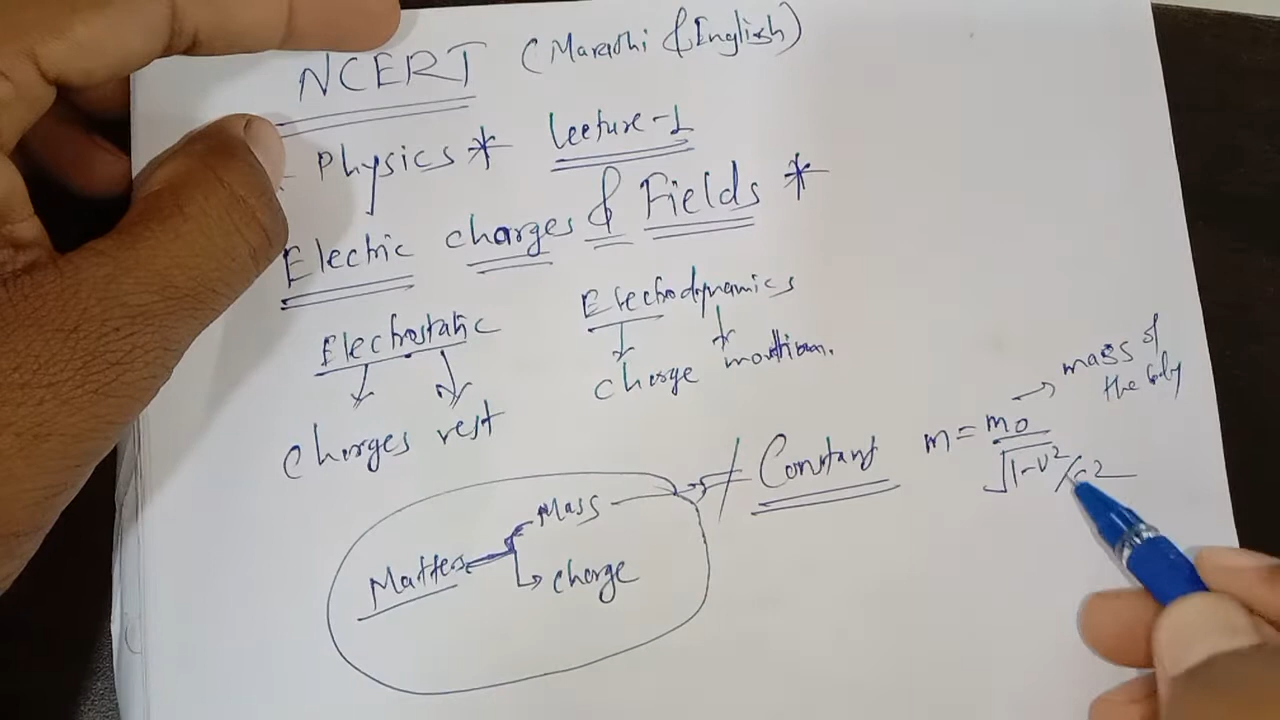 NCERT (Marathi & English)
Physics * Lecture-1
Electric charges & Fields *
Electrostatic
Electrodynamics
charges rest
charge
mass of
the body
Matter
Mass
charge
≠ Constant
m = m0
√1-v²/c2